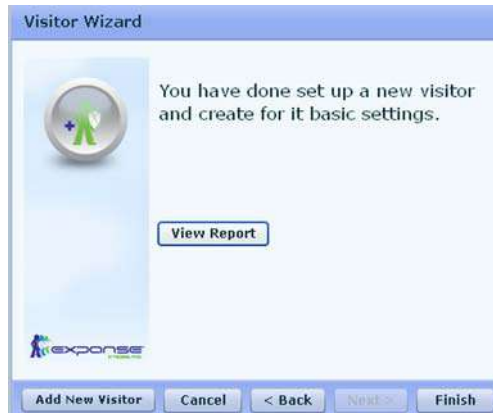 Visitor Wizard
You have done set up a new visitor
and create for it basic settings.
View Report
exponse
Add New Visitor Cancel < Back Next > Finish